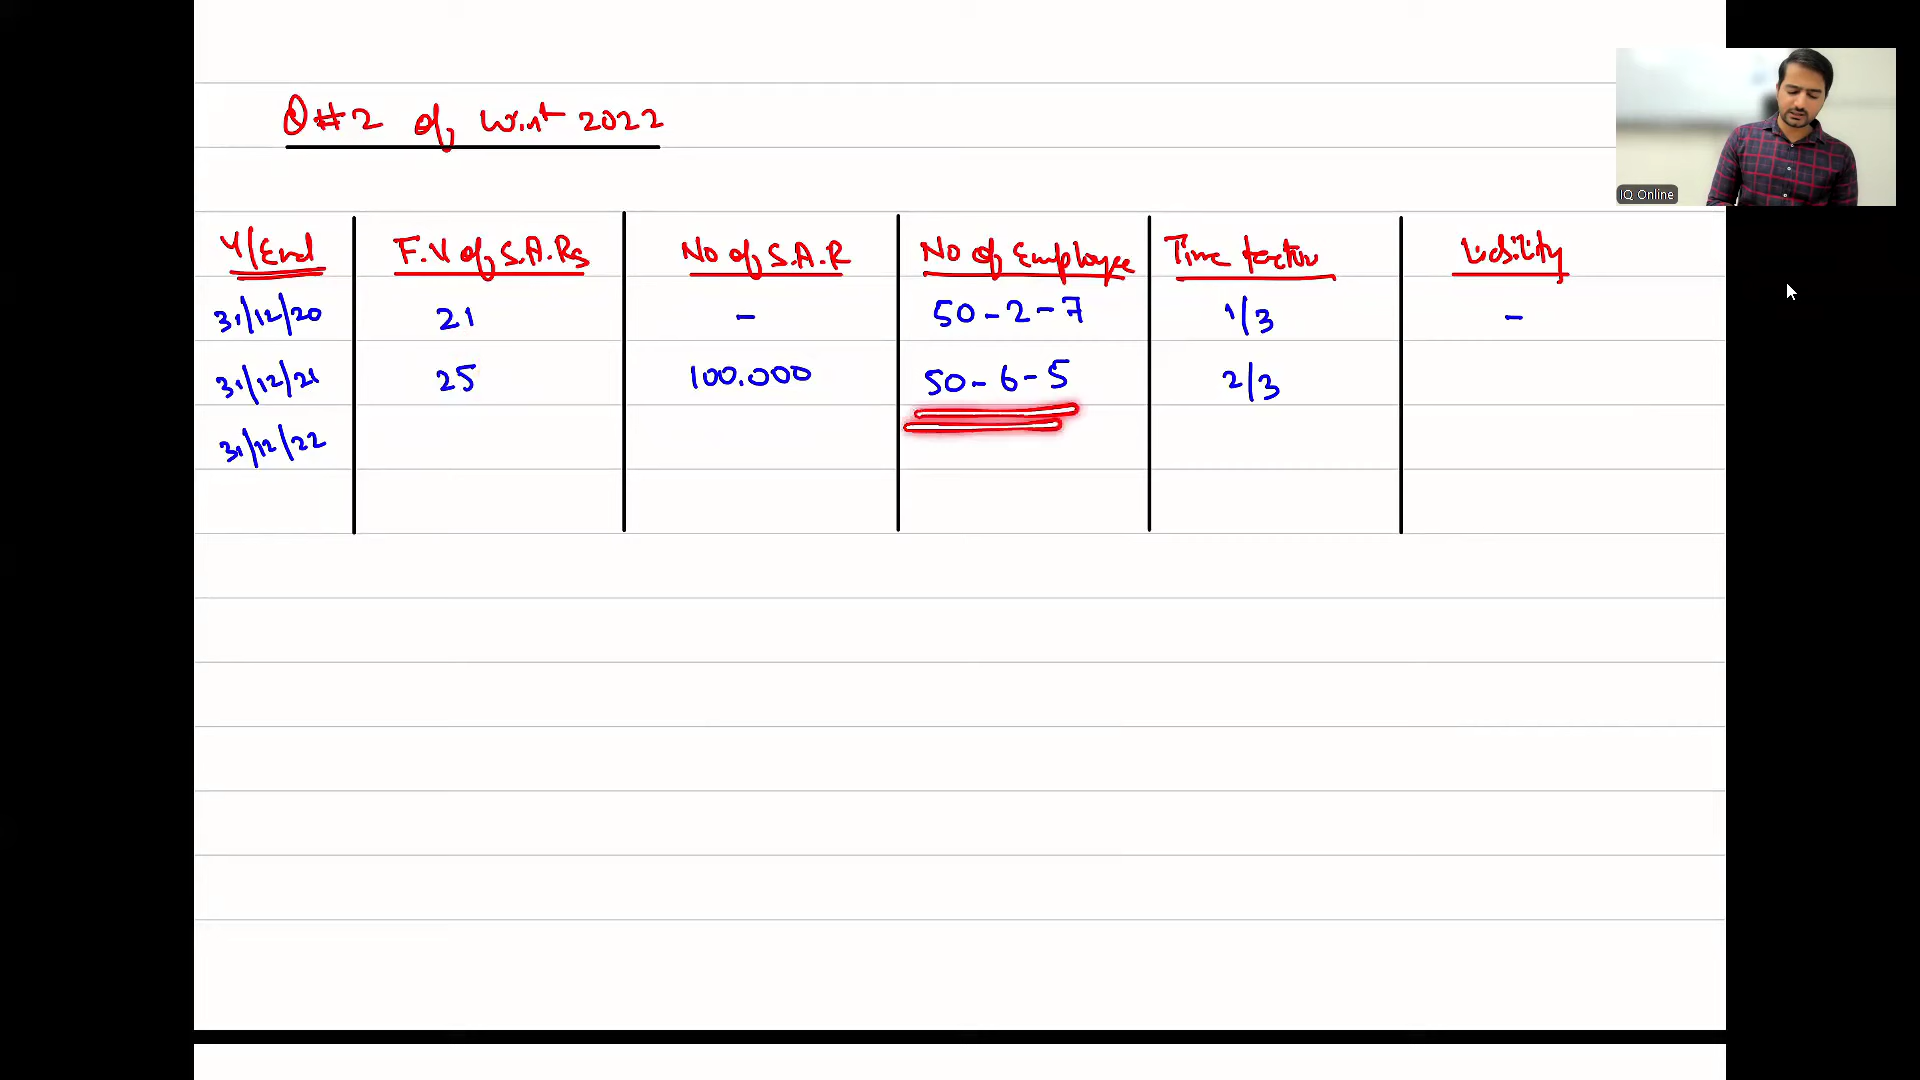 Q#2 of Wint 2022
IQ Online
Y/End F.V of S.A.Rs No of S.A.R No of Employee Time factor Liability
31/12/20 21 - 50-2-7 1/3 -
31/12/21 25 100.000 50-6-5 2/3
31/12/22